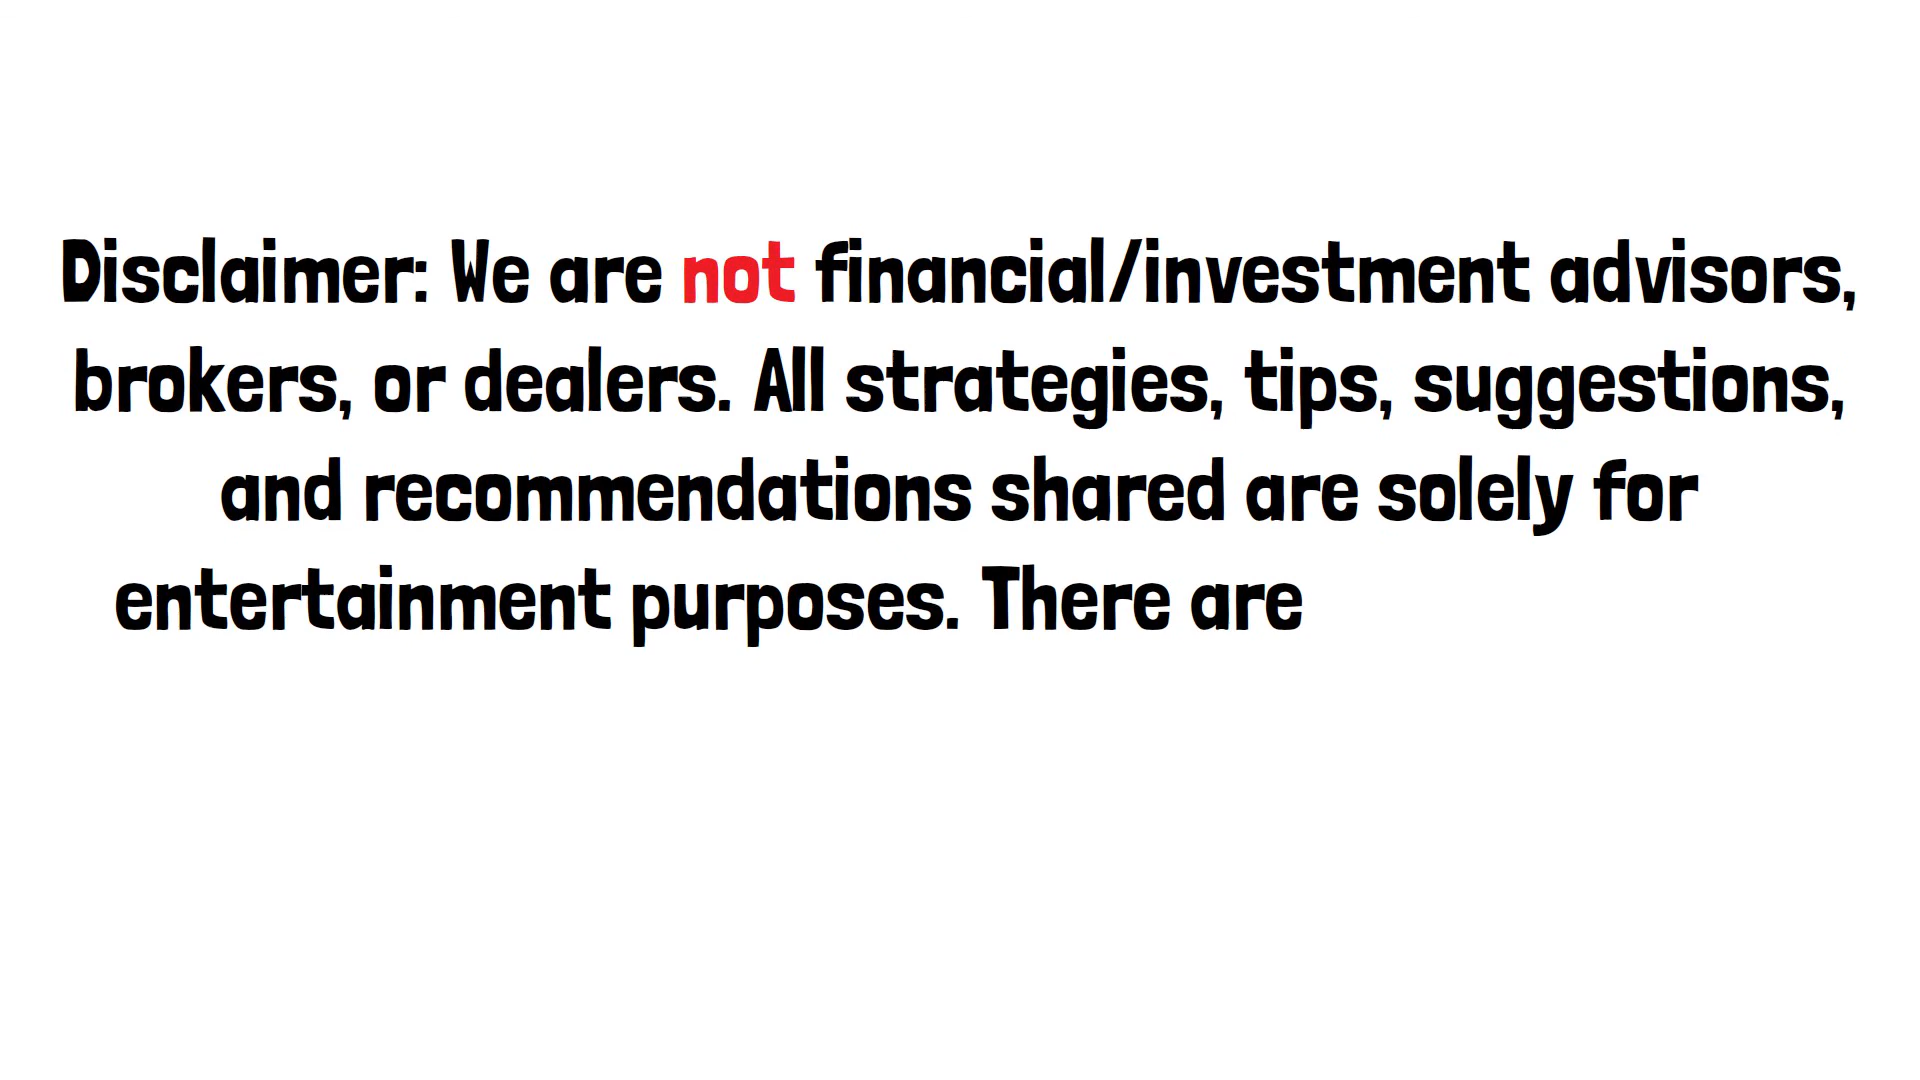 Disclaimer: We are not financial/investment advisors,
brokers, or dealers. All strategies, tips, suggestions,
and recommendations shared are solely for
entertainment purposes. There are